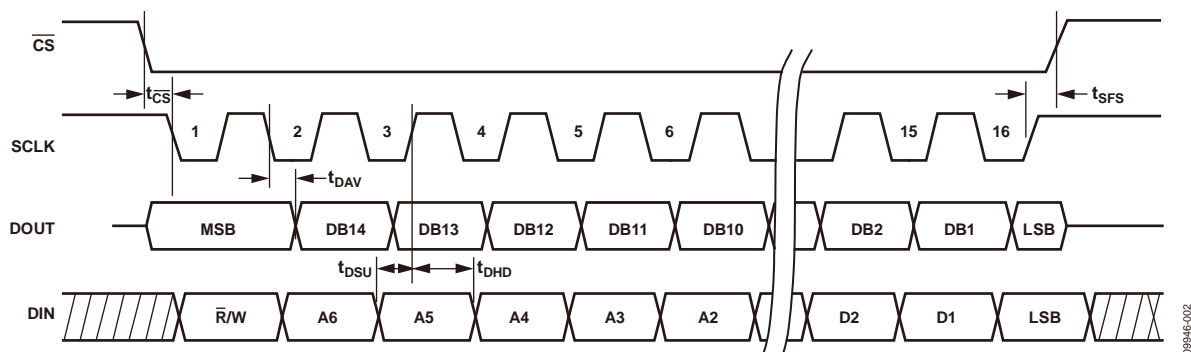 CS
tCS
tSFS
SCLK
1 2 3 4 5 6 15 16
tDAV
DOUT
MSB DB14 DB13 DB12 DB11 DB10 DB2 DB1 LSB
tDSU tDHD
DIN
R/W A6 A5 A4 A3 A2 D2 D1 LSB
09946-002